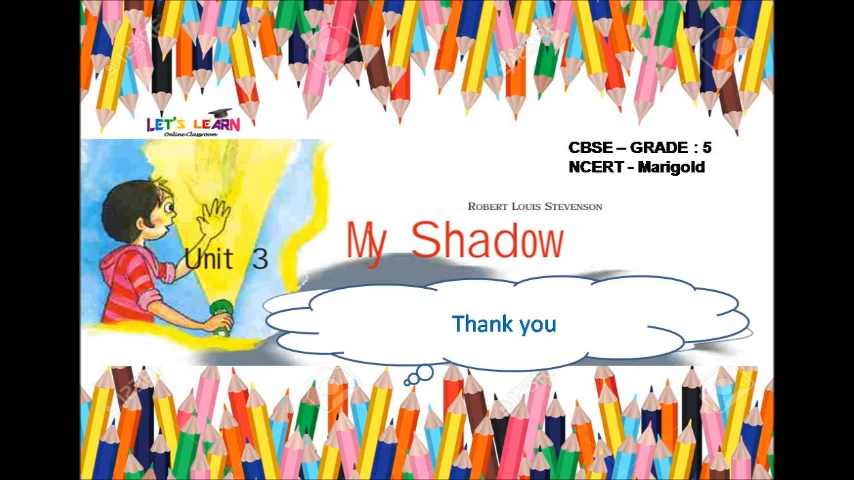 LET'S LEARN
Online Classroom
CBSE – GRADE : 5
NCERT - Marigold
ROBERT LOUIS STEVENSON
My Shadow
Unit 3
Thank you